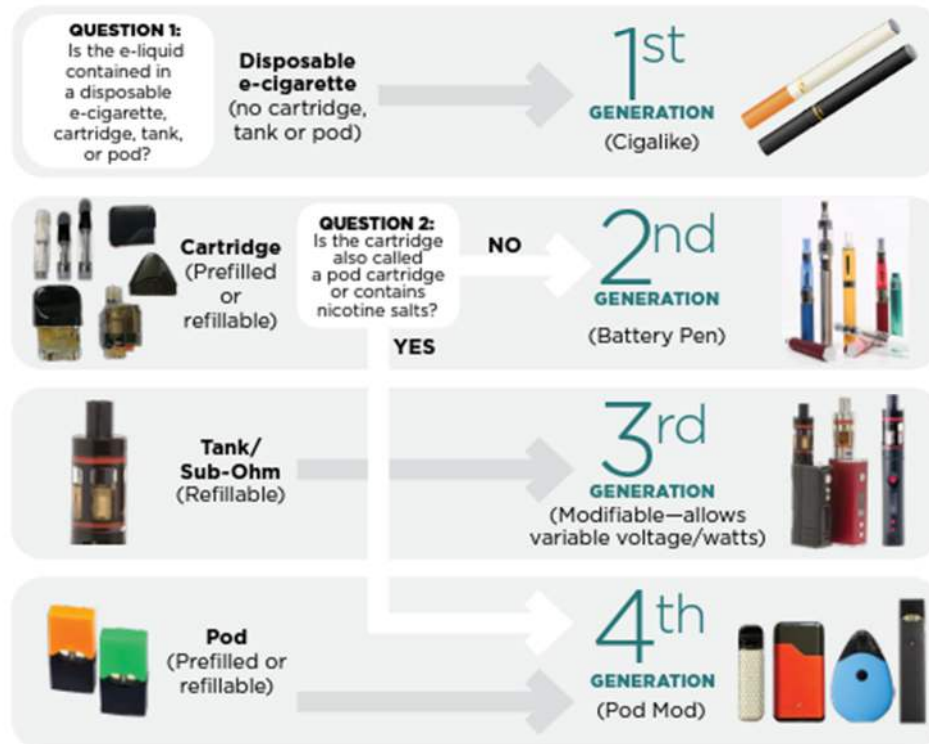 QUESTION 1:
Is the e-liquid
contained in
a disposable
e-cigarette,
cartridge, tank,
or pod?
Disposable
e-cigarette
(no cartridge,
tank or pod)
1st
GENERATION
(Cigalike)
Cartridge
(Prefilled
or
refillable)
QUESTION 2:
Is the cartridge
also called
a pod cartridge
or contains
nicotine salts?
NO
YES
2nd
GENERATION
(Battery Pen)
Tank/
Sub-Ohm
(Refillable)
3rd
GENERATION
(Modifiable—allows
variable voltage/watts)
Pod
(Prefilled or
refillable)
4th
GENERATION
(Pod Mod)